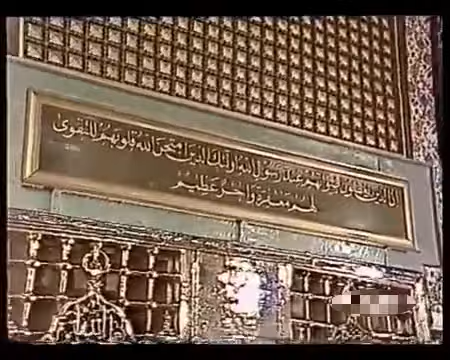 ان الذين يغضون اصواتهم عند رسول الله اولئك الذين امتحن الله قلوبهم للتقوى
لهم مغفرة واجر عظيم